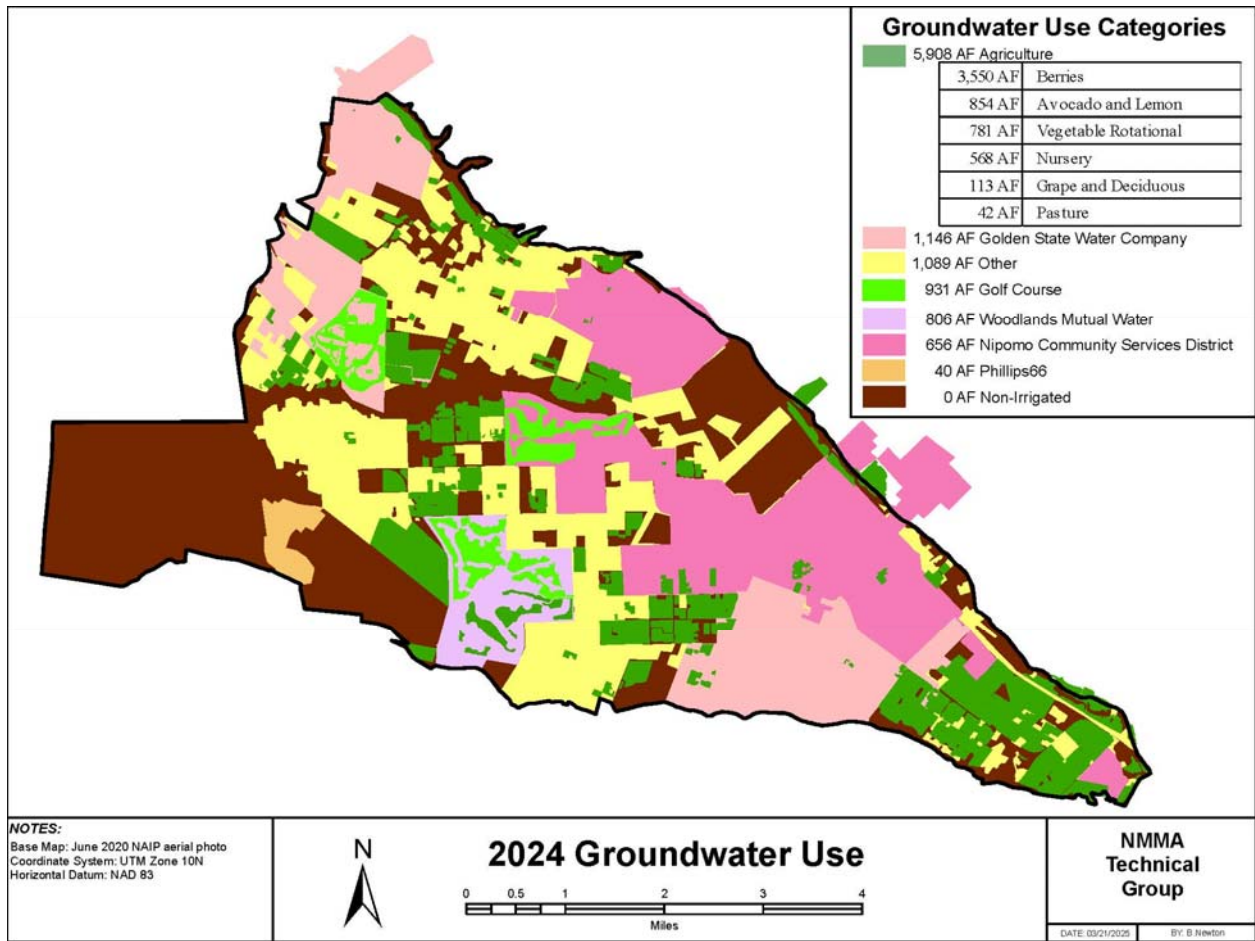 Groundwater Use Categories
5,908 AF Agriculture
3,550 AF Berries
854 AF Avocado and Lemon
781 AF Vegetable Rotational
568 AF Nursery
113 AF Grape and Deciduous
42 AF Pasture
1,146 AF Golden State Water Company
1,089 AF Other
931 AF Golf Course
806 AF Woodlands Mutual Water
656 AF Nipomo Community Services District
40 AF Phillips66
0 AF Non-Irrigated
NOTES:
Base Map: June 2020 NAIP aerial photo
Coordinate System: UTM Zone 10N
Horizontal Datum: NAD 83
N
2024 Groundwater Use
0 0.5 1 2 3 4
Miles
NMMA
Technical
Group
DATE: 03/21/2025 BY: B.Newton